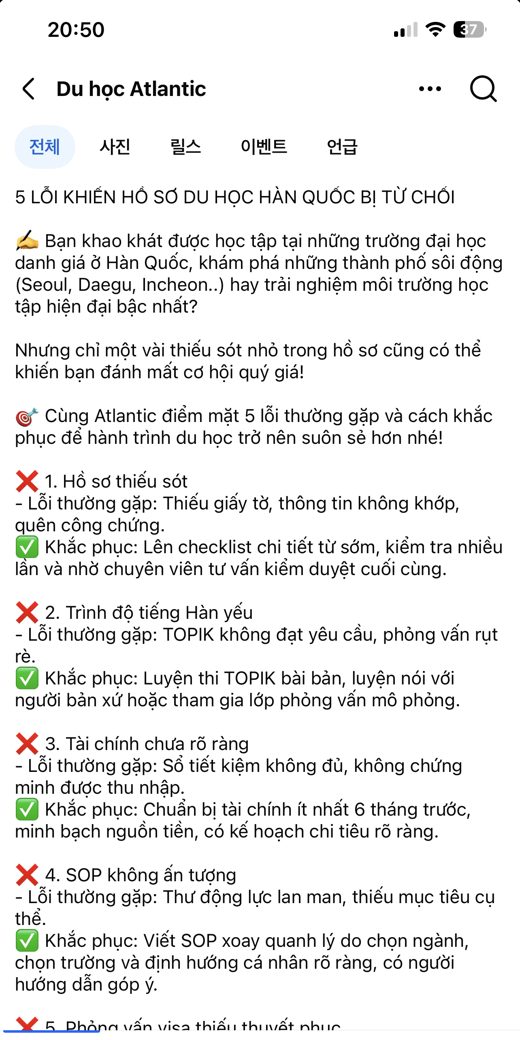 20:50
37
Du học Atlantic
전체 사진 릴스 이벤트 언급
5 LỖI KHIẾN HỒ SƠ DU HỌC HÀN QUỐC BỊ TỪ CHỐI
✍️ Bạn khao khát được học tập tại những trường đại học
danh giá ở Hàn Quốc, khám phá những thành phố sôi động
(Seoul, Daegu, Incheon..) hay trải nghiệm môi trường học
tập hiện đại bậc nhất?
Nhưng chỉ một vài thiếu sót nhỏ trong hồ sơ cũng có thể
khiến bạn đánh mất cơ hội quý giá!
🎯 Cùng Atlantic điểm mặt 5 lỗi thường gặp và cách khắc
phục để hành trình du học trở nên suôn sẻ hơn nhé!
❌ 1. Hồ sơ thiếu sót
- Lỗi thường gặp: Thiếu giấy tờ, thông tin không khớp,
quên công chứng.
✅ Khắc phục: Lên checklist chi tiết từ sớm, kiểm tra nhiều
lần và nhờ chuyên viên tư vấn kiểm duyệt cuối cùng.
❌ 2. Trình độ tiếng Hàn yếu
- Lỗi thường gặp: TOPIK không đạt yêu cầu, phỏng vấn rụt
rè.
✅ Khắc phục: Luyện thi TOPIK bài bản, luyện nói với
người bản xứ hoặc tham gia lớp phỏng vấn mô phỏng.
❌ 3. Tài chính chưa rõ ràng
- Lỗi thường gặp: Sổ tiết kiệm không đủ, không chứng
minh được thu nhập.
✅ Khắc phục: Chuẩn bị tài chính ít nhất 6 tháng trước,
minh bạch nguồn tiền, có kế hoạch chi tiêu rõ ràng.
❌ 4. SOP không ấn tượng
- Lỗi thường gặp: Thư động lực lan man, thiếu mục tiêu cụ
thể.
✅ Khắc phục: Viết SOP xoay quanh lý do chọn ngành,
chọn trường và định hướng cá nhân rõ ràng, có người
hướng dẫn góp ý.
❌ 5. Phỏng vấn visa thiếu thuyết phục